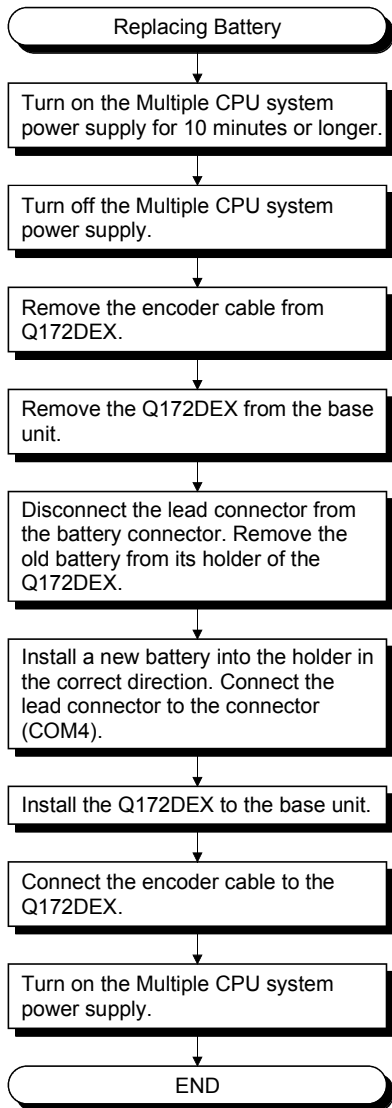 Replacing Battery
Turn on the Multiple CPU system
power supply for 10 minutes or longer.
Turn off the Multiple CPU system
power supply.
Remove the encoder cable from
Q172DEX.
Remove the Q172DEX from the base
unit.
Disconnect the lead connector from
the battery connector. Remove the
old battery from its holder of the
Q172DEX.
Install a new battery into the holder in
the correct direction. Connect the
lead connector to the connector
(COM4).
Install the Q172DEX to the base unit.
Connect the encoder cable to the
Q172DEX.
Turn on the Multiple CPU system
power supply.
END